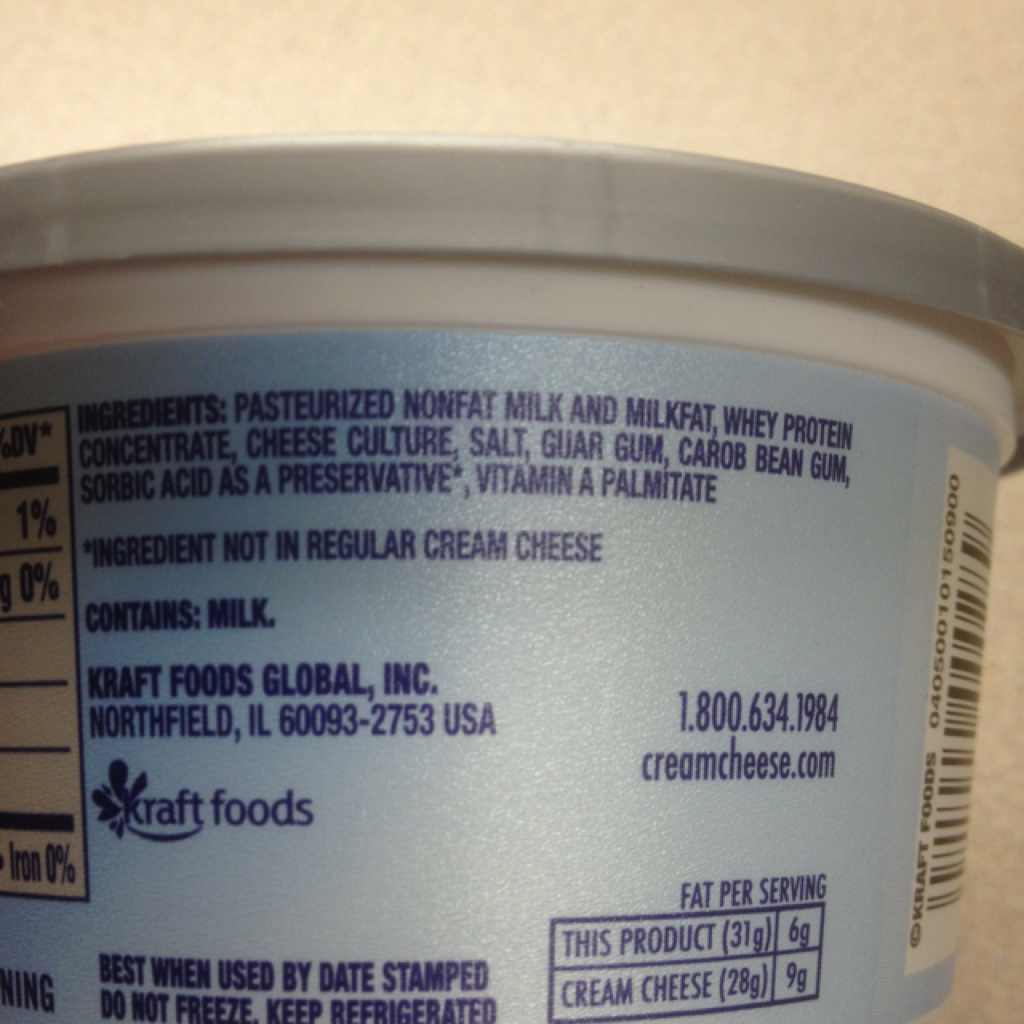 %DV*
1%
g 0%
Iron 0%
NING
INGREDIENTS: PASTEURIZED NONFAT MILK AND MILKFAT, WHEY PROTEIN
CONCENTRATE, CHEESE CULTURE, SALT, GUAR GUM, CAROB BEAN GUM,
SORBIC ACID AS A PRESERVATIVE*, VITAMIN A PALMITATE
*INGREDIENT NOT IN REGULAR CREAM CHEESE
CONTAINS: MILK.
KRAFT FOODS GLOBAL, INC.
NORTHFIELD, IL 60093-2753 USA
kraft foods
1.800.634.1984
creamcheese.com
FAT PER SERVING
THIS PRODUCT (31g) 6g
CREAM CHEESE (28g) 9g
BEST WHEN USED BY DATE STAMPED
DO NOT FREEZE. KEEP REFRIGERATED
©KRAFT FOODS 04050010150900